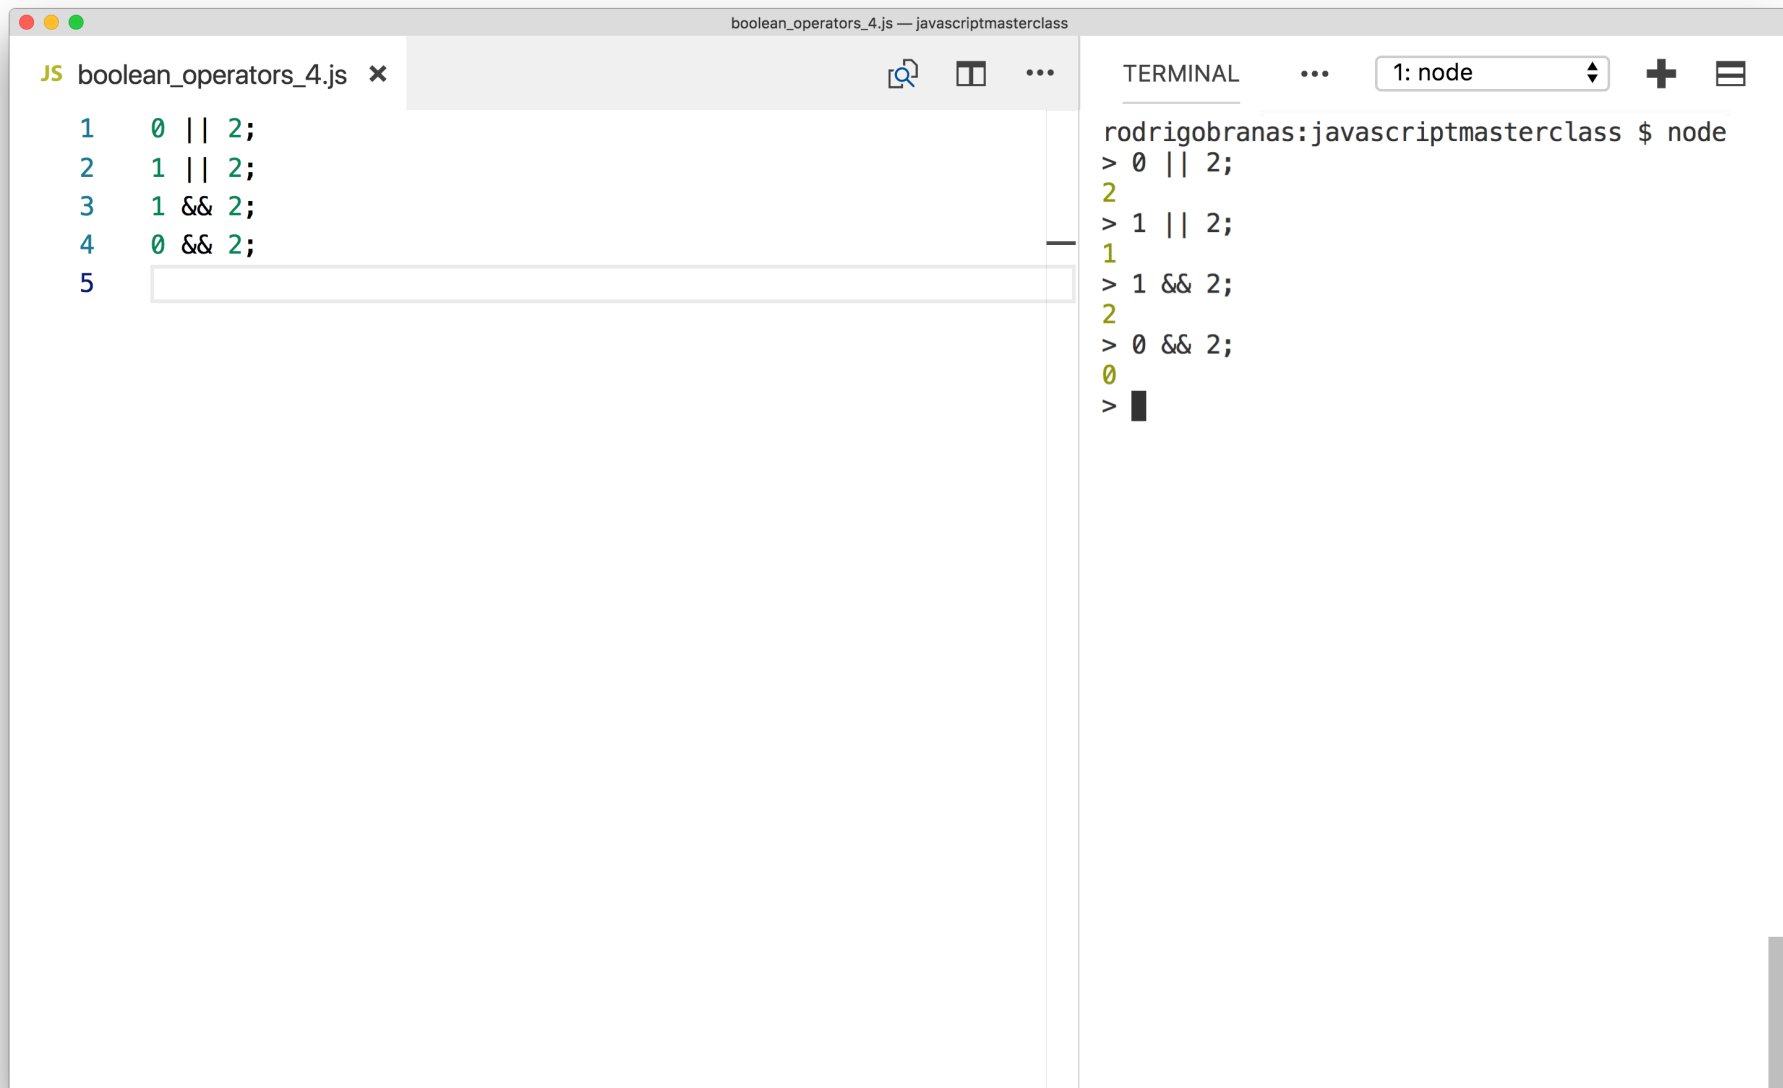 boolean_operators_4.js — javascriptmasterclass
JS boolean_operators_4.js
1 0 || 2;
2 1 || 2;
3 1 && 2;
4 0 && 2;
5
TERMINAL
1: node
rodrigobranas:javascriptmasterclass $ node
> 0 || 2;
2
> 1 || 2;
1
> 1 && 2;
2
> 0 && 2;
0
>